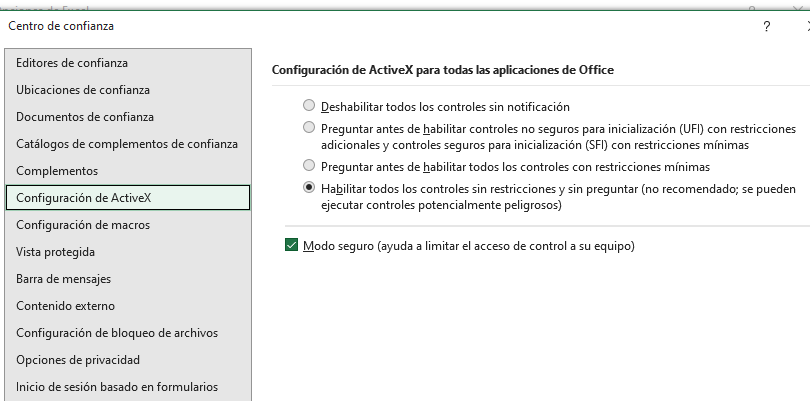 Opciones de Excel
Centro de confianza
?
Editores de confianza
Ubicaciones de confianza
Documentos de confianza
Catálogos de complementos de confianza
Complementos
Configuración de ActiveX
Configuración de macros
Vista protegida
Barra de mensajes
Contenido externo
Configuración de bloqueo de archivos
Opciones de privacidad
Inicio de sesión basado en formularios
Configuración de ActiveX para todas las aplicaciones de Office
Deshabilitar todos los controles sin notificación
Preguntar antes de habilitar controles no seguros para inicialización (UFI) con restricciones
adicionales y controles seguros para inicialización (SFI) con restricciones mínimas
Preguntar antes de habilitar todos los controles con restricciones mínimas
Habilitar todos los controles sin restricciones y sin preguntar (no recomendado; se pueden
ejecutar controles potencialmente peligrosos)
Modo seguro (ayuda a limitar el acceso de control a su equipo)